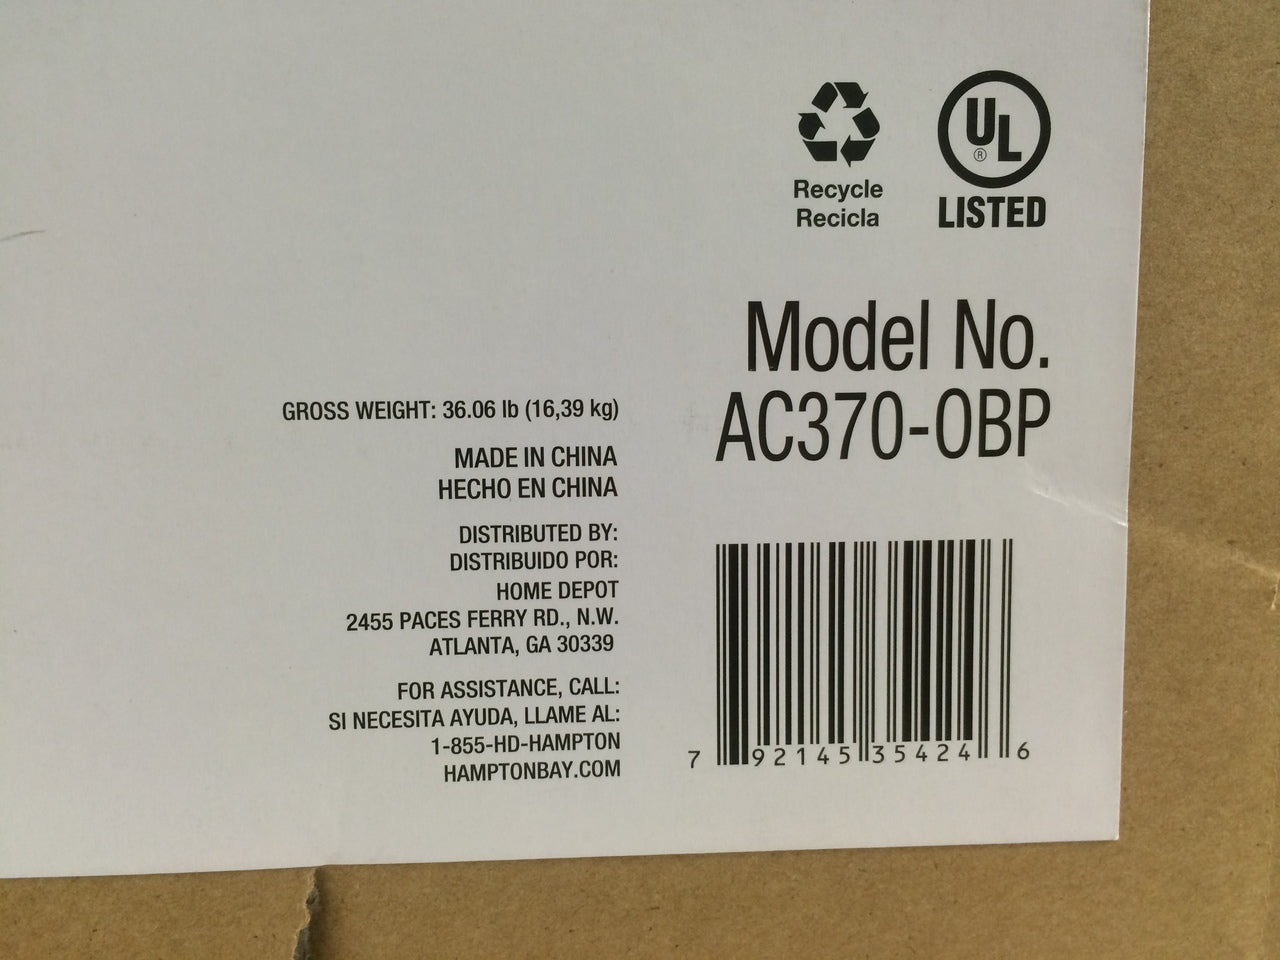 UL
®
LISTED
Recycle
Recicla
Model No.
AC370-OBP
GROSS WEIGHT: 36.06 lb (16,39 kg)
MADE IN CHINA
HECHO EN CHINA
DISTRIBUTED BY:
DISTRIBUIDO POR:
HOME DEPOT
2455 PACES FERRY RD., N.W.
ATLANTA, GA 30339
FOR ASSISTANCE, CALL:
SI NECESITA AYUDA, LLAME AL:
1-855-HD-HAMPTON
HAMPTONBAY.COM
7 92145 35424 6